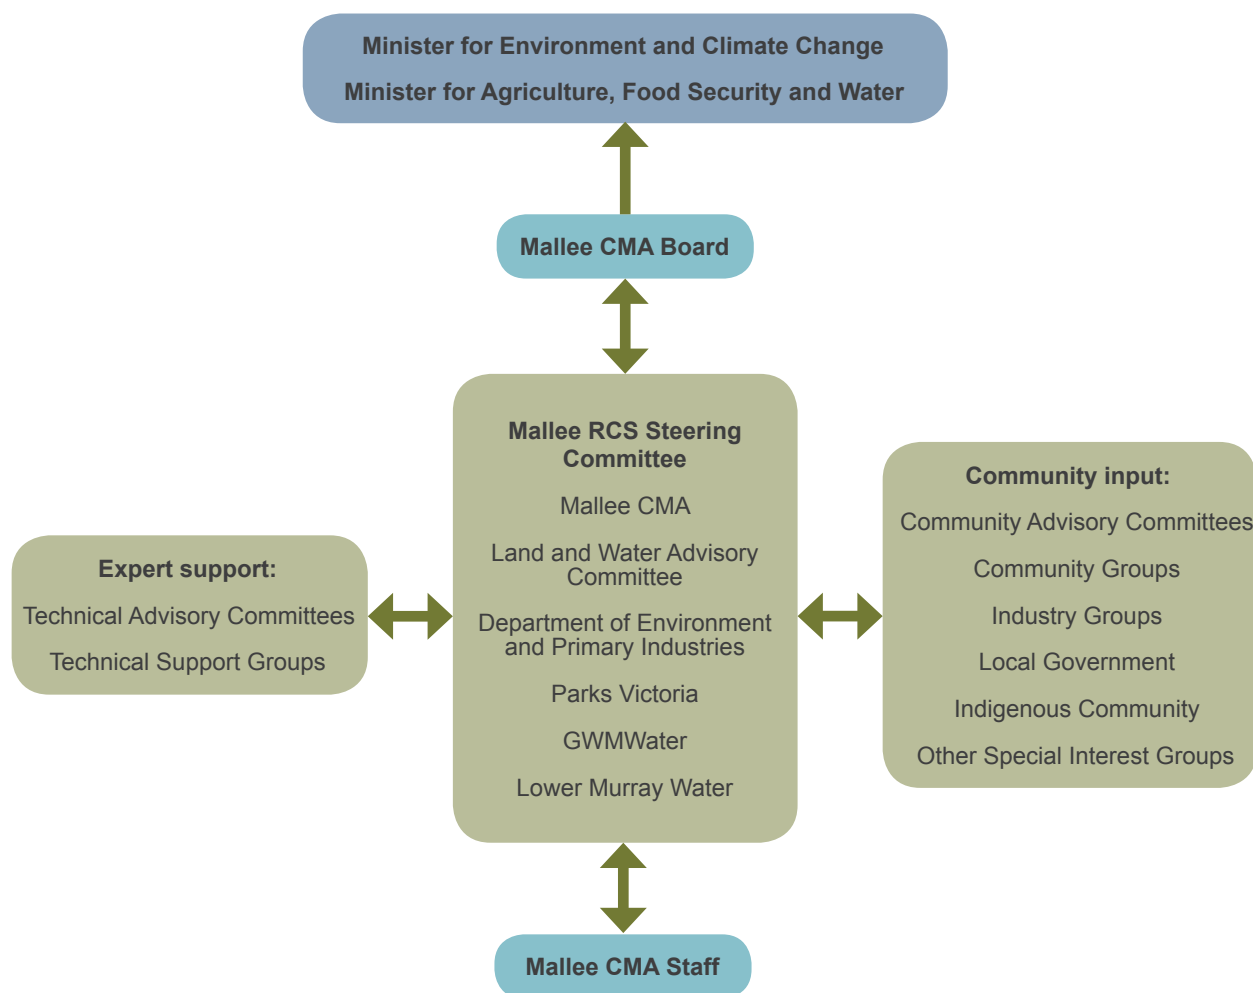 Minister for Environment and Climate Change
Minister for Agriculture, Food Security and Water
Mallee CMA Board
Mallee RCS Steering
Committee
Mallee CMA
Land and Water Advisory
Committee
Department of Environment
and Primary Industries
Parks Victoria
GWMWater
Lower Murray Water
Expert support:
Technical Advisory Committees
Technical Support Groups
Community input:
Community Advisory Committees
Community Groups
Industry Groups
Local Government
Indigenous Community
Other Special Interest Groups
Mallee CMA Staff